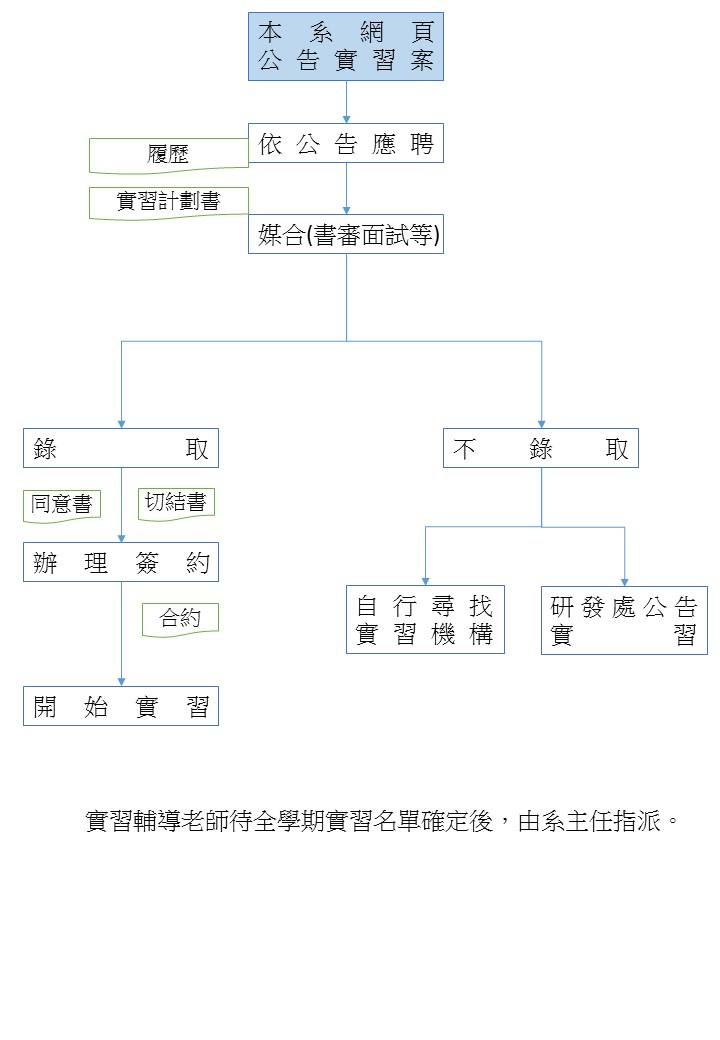 本系網頁
公告實習案
依公告應聘
履歷
實習計劃書
媒合(書審面試等)
錄取
不錄取
同意書
切結書
辦理簽約
自行尋找
實習機構
研發處公告
實習
合約
開始實習
實習輔導老師待全學期實習名單確定後，由系主任指派。